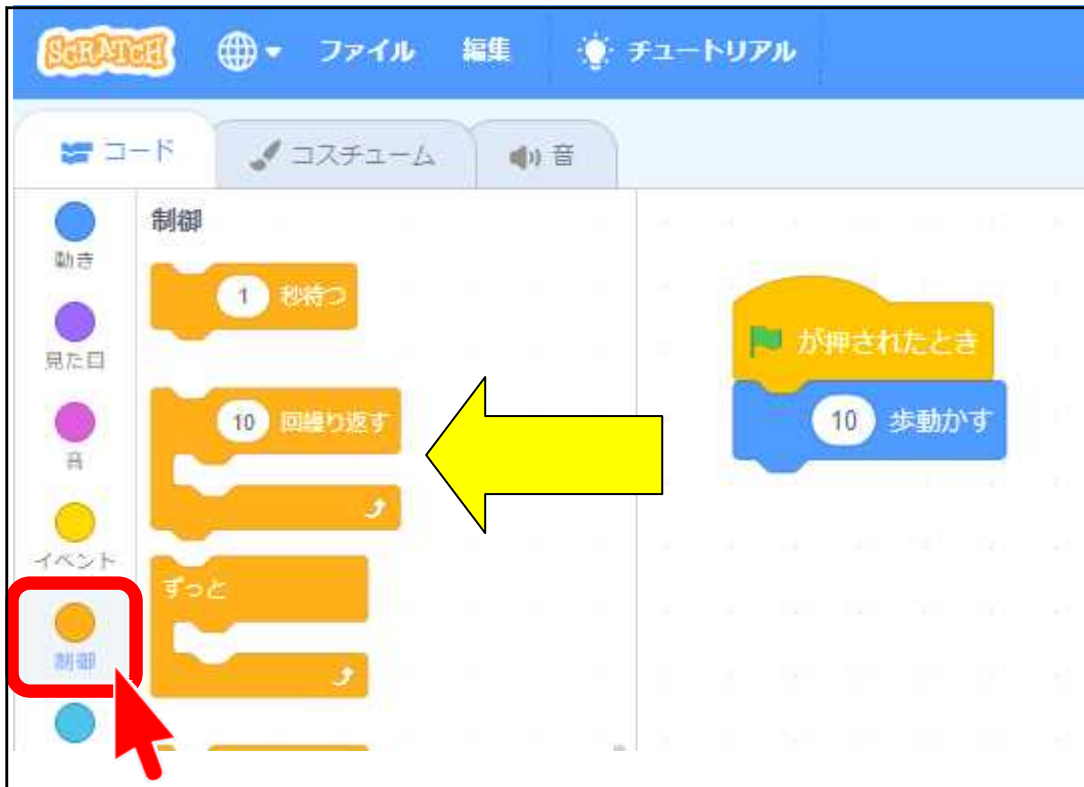 SCRATCH ファイル 編集 チュートリアル
コード コスチューム 音
動き
見た目
音
イベント
制御
制御
1 秒待つ
10 回繰り返す
ずっと
が押されたとき
10 歩動かす